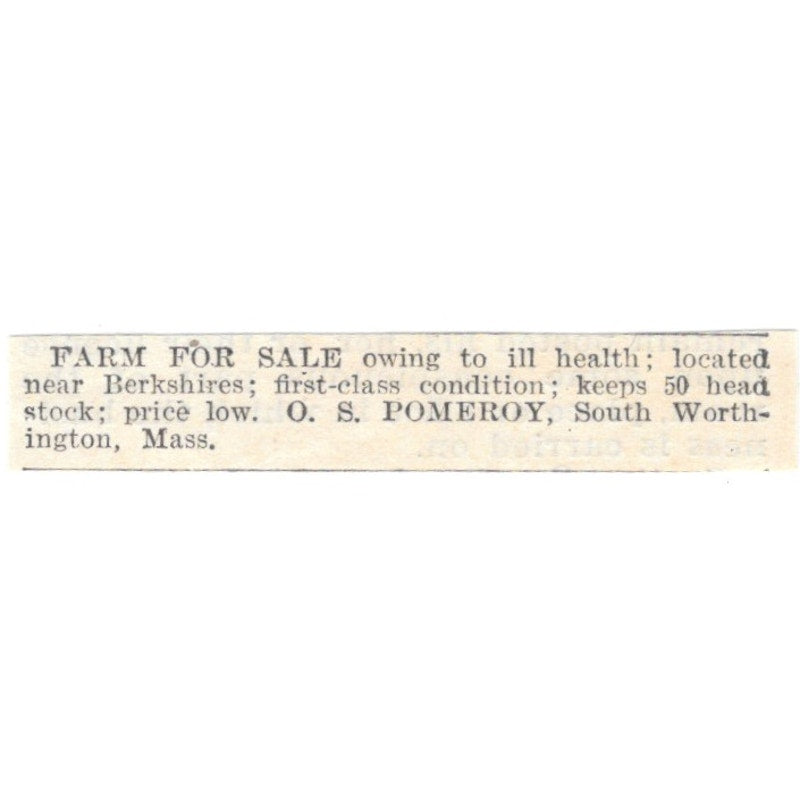 FARM FOR SALE owing to ill health; located
near Berkshires; first-class condition; keeps 50 head
stock; price low. O. S. POMEROY, South Worth-
ington, Mass.